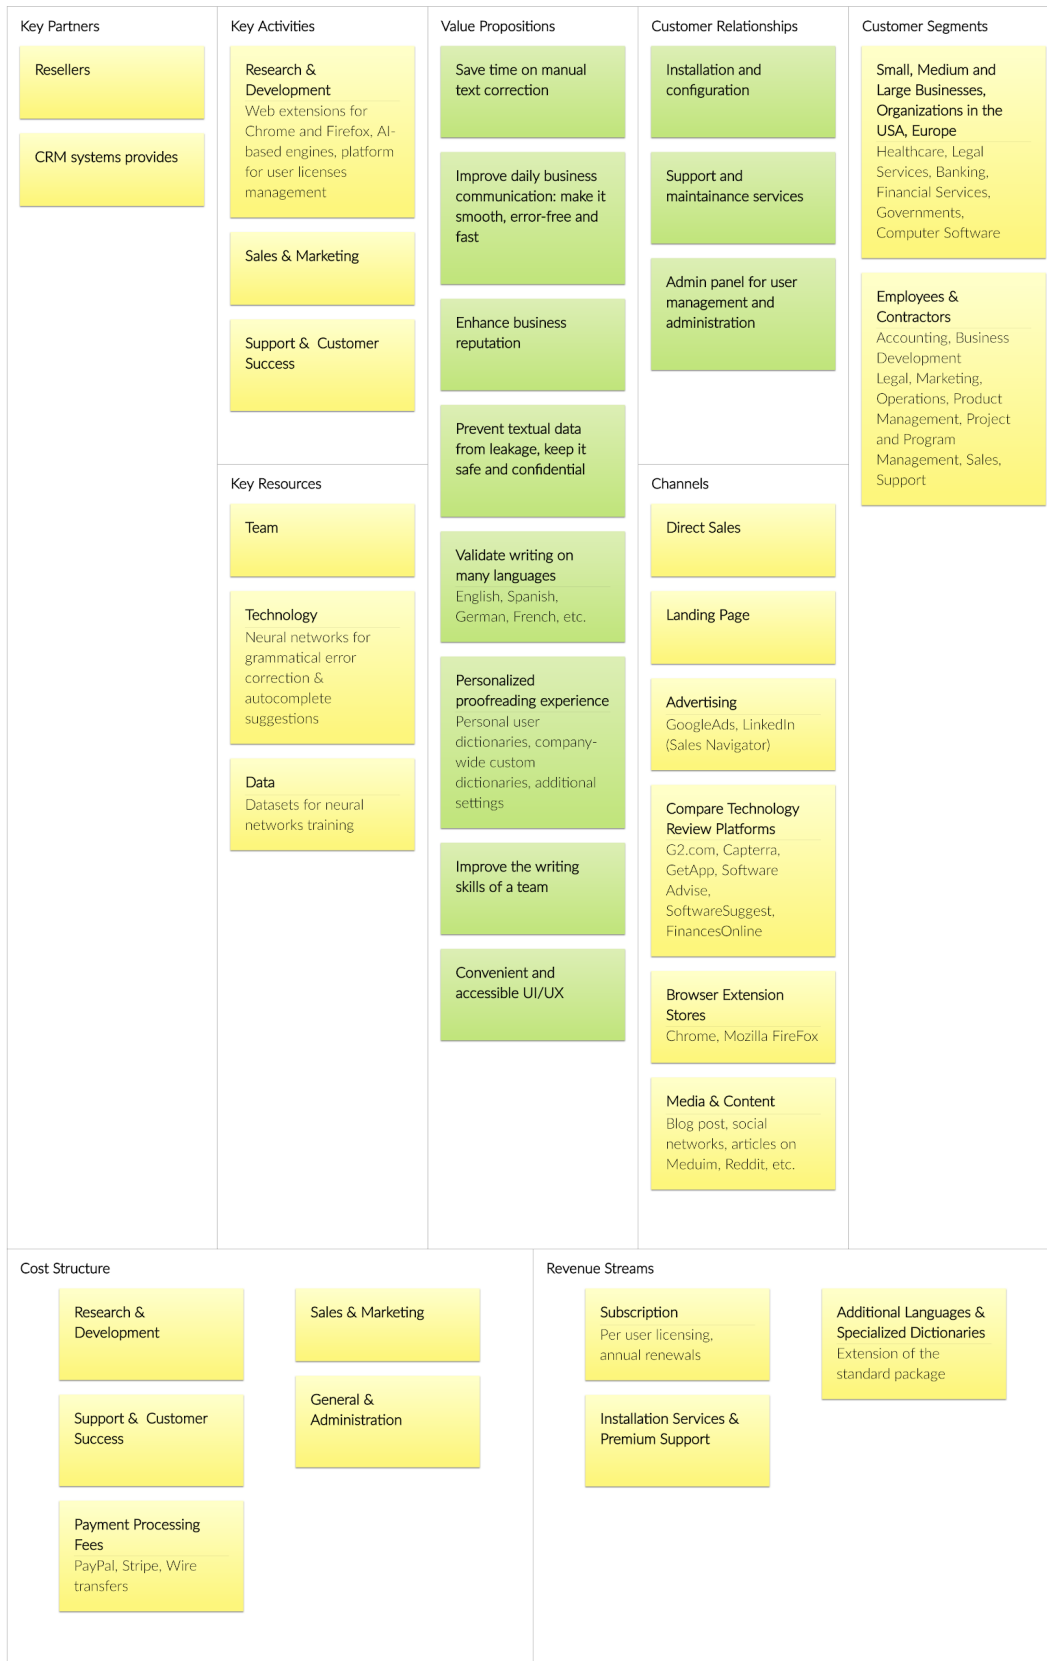 Key Partners
Resellers
CRM systems provides
Key Activities
Research &
Development
Web extensions for
Chrome and Firefox, AI-
based engines, platform
for user licenses
management
Sales & Marketing
Support &  Customer
Success
Key Resources
Team
Technology
Neural networks for
grammatical error
correction &
autocomplete
suggestions
Data
Datasets for neural
networks training
Value Propositions
Save time on manual
text correction
Improve daily business
communication: make it
smooth, error-free and
fast
Enhance business
reputation
Prevent textual data
from leakage, keep it
safe and confidential
Validate writing on
many languages
English, Spanish,
German, French, etc.
Personalized
proofreading experience
Personal user
dictionaries, company-
wide custom
dictionaries, additional
settings
Improve the writing
skills of a team
Convenient and
accessible UI/UX
Customer Relationships
Installation and
configuration
Support and
maintainance services
Admin panel for user
management and
administration
Channels
Direct Sales
Landing Page
Advertising
GoogleAds, LinkedIn
(Sales Navigator)
Compare Technology
Review Platforms
G2.com, Capterra,
GetApp, Software
Advise,
SoftwareSuggest,
FinancesOnline
Browser Extension
Stores
Chrome, Mozilla FireFox
Media & Content
Blog post, social
networks, articles on
Meduim, Reddit, etc.
Customer Segments
Small, Medium and
Large Businesses,
Organizations in the
USA, Europe
Healthcare, Legal
Services, Banking,
Financial Services,
Governments,
Computer Software
Employees &
Contractors
Accounting, Business
Development
Legal, Marketing,
Operations, Product
Management, Project
and Program
Management, Sales,
Support
Cost Structure
Research &
Development
Support &  Customer
Success
Payment Processing
Fees
PayPal, Stripe, Wire
transfers
Sales & Marketing
General &
Administration
Revenue Streams
Subscription
Per user licensing,
annual renewals
Installation Services &
Premium Support
Additional Languages &
Specialized Dictionaries
Extension of the
standard package